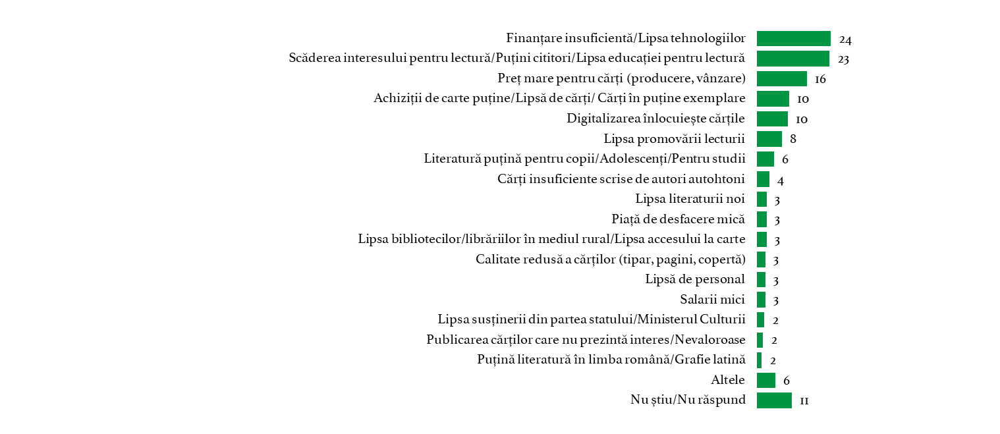 Finanțare insuficientă/Lipsa tehnologiilor 24
Scăderea interesului pentru lectură/Puțini cititori/Lipsa educației pentru lectură 23
Preț mare pentru cărți (producere, vânzare) 16
Achiziții de carte puține/Lipsă de cărți/ Cărți în puține exemplare 10
Digitalizarea înlocuiește cărțile 10
Lipsa promovării lecturii 8
Literatură puțină pentru copii/Adolescenți/Pentru studii 6
Cărți insuficiente scrise de autori autohtoni 4
Lipsa literaturii noi 3
Piață de desfacere mică 3
Lipsa bibliotecilor/librăriilor în mediul rural/Lipsa accesului la carte 3
Calitate redusă a cărților (tipar, pagini, copertă) 3
Lipsă de personal 3
Salarii mici 3
Lipsa susținerii din partea statului/Ministerul Culturii 2
Publicarea cărților care nu prezintă interes/Nevaloroase 2
Puțină literatură în limba română/Grafie latină 2
Altele 6
Nu știu/Nu răspund 11